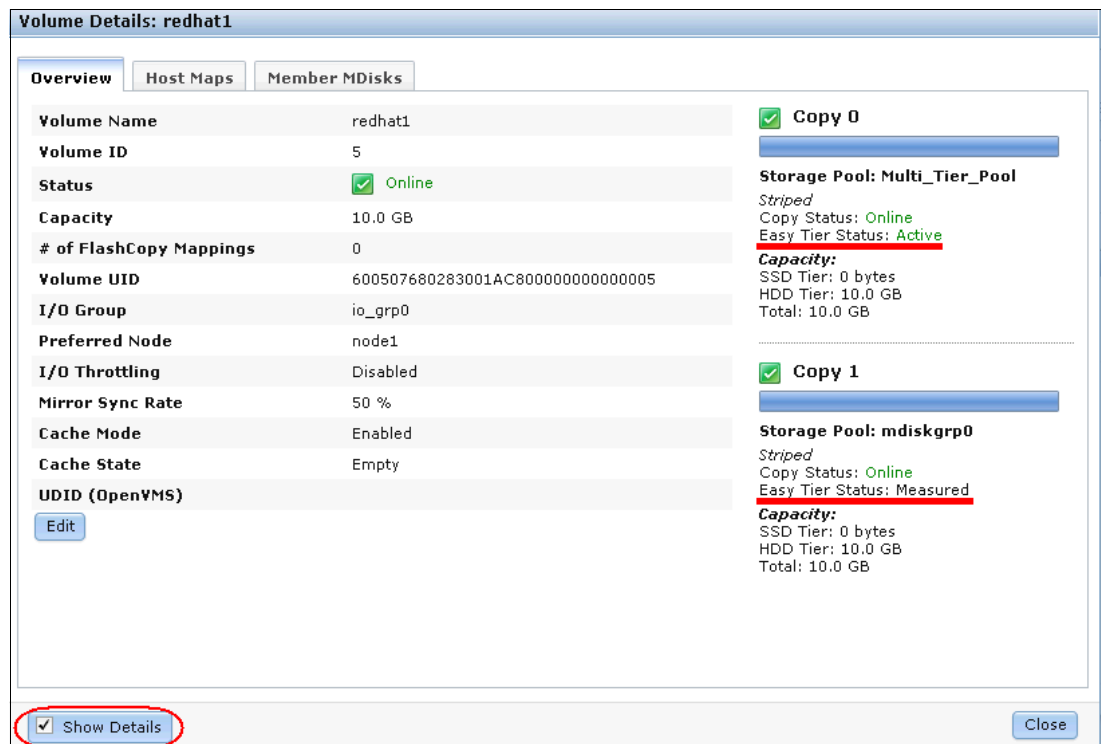 Volume Details: redhat1
Overview Host Maps Member MDisks
Volume Name redhat1
Volume ID 5
Status Online
Capacity 10.0 GB
# of FlashCopy Mappings 0
Volume UID 600507680283001AC800000000000005
I/O Group io_grp0
Preferred Node node1
I/O Throttling Disabled
Mirror Sync Rate 50 %
Cache Mode Enabled
Cache State Empty
UDID (OpenVMS)
Edit
Copy 0
Storage Pool: Multi_Tier_Pool
Striped
Copy Status: Online
Easy Tier Status: Active
Capacity:
SSD Tier: 0 bytes
HDD Tier: 10.0 GB
Total: 10.0 GB
Copy 1
Storage Pool: mdiskgrp0
Striped
Copy Status: Online
Easy Tier Status: Measured
Capacity:
SSD Tier: 0 bytes
HDD Tier: 10.0 GB
Total: 10.0 GB
Show Details
Close